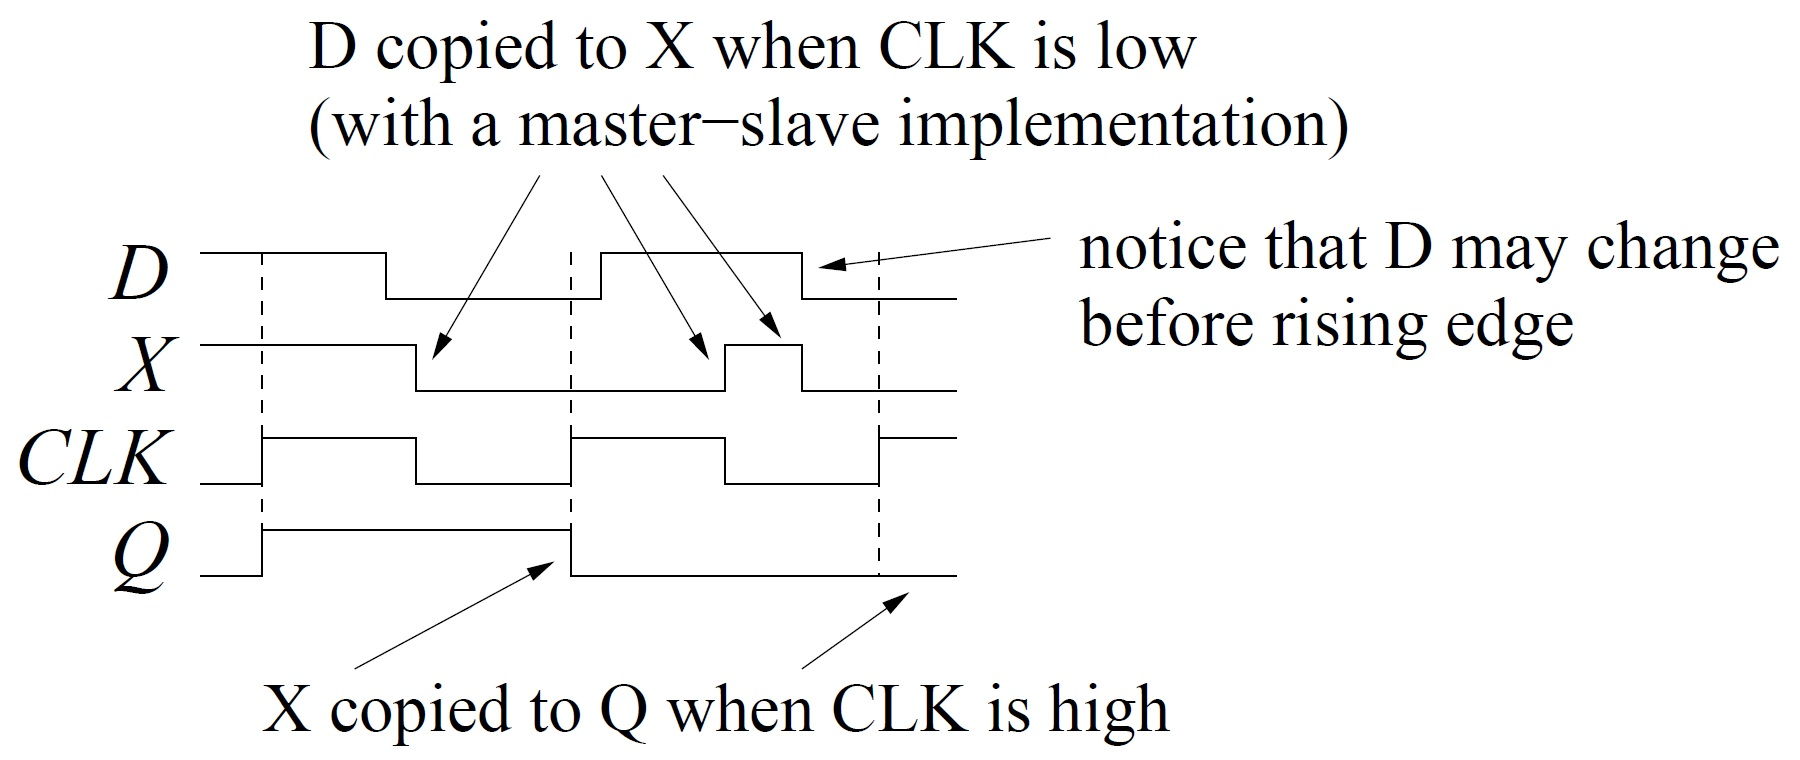 D copied to X when CLK is low
(with a master−slave implementation)
notice that D may change
before rising edge
D
X
CLK
Q
X copied to Q when CLK is high